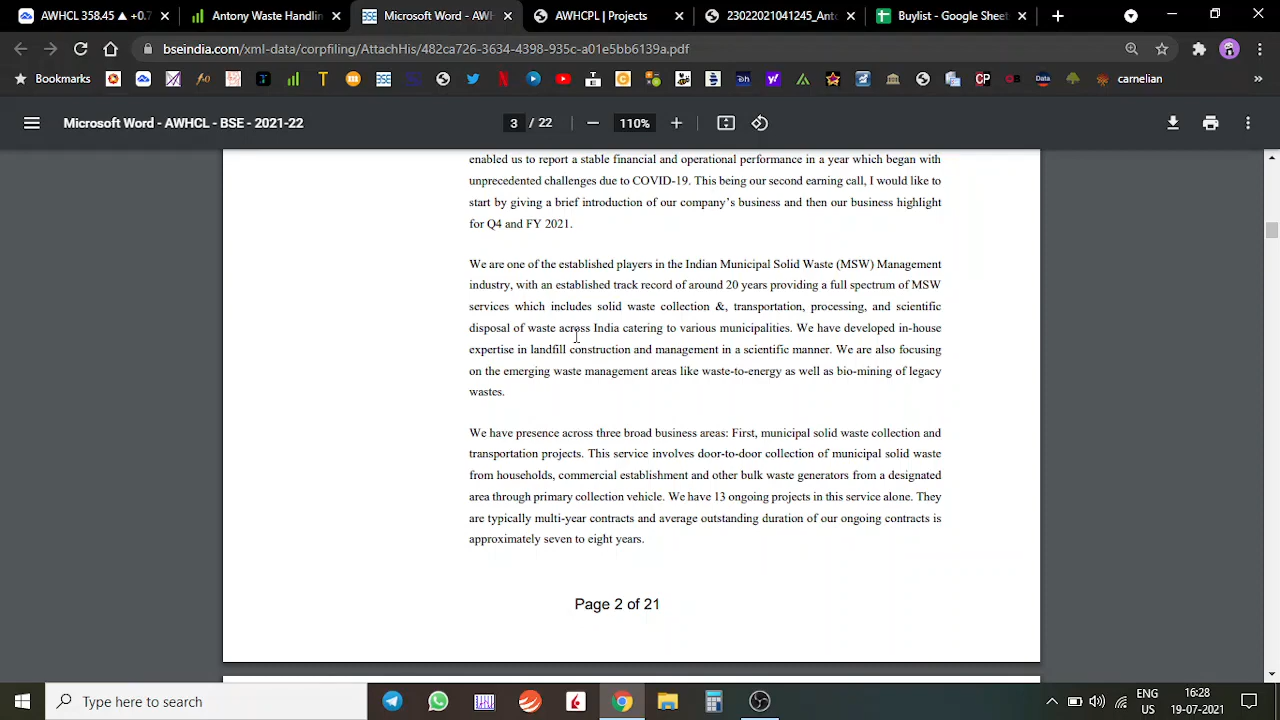 AWHCL 358.45 ▲ +0.7
Antony Waste Handlin
Microsoft Word - AWH
AWHCPL | Projects
23022021041245_Anto
Buylist - Google Sheets
bseindia.com/xml-data/corpfiling/AttachHis/482ca726-3634-4398-935c-a01e5bb6139a.pdf
Bookmarks
carnelian
Microsoft Word - AWHCL - BSE - 2021-22
3 / 22
110%
enabled us to report a stable financial and operational performance in a year which began with
unprecedented challenges due to COVID-19. This being our second earning call, I would like to
start by giving a brief introduction of our company's business and then our business highlight
for Q4 and FY 2021.
We are one of the established players in the Indian Municipal Solid Waste (MSW) Management
industry, with an established track record of around 20 years providing a full spectrum of MSW
services which includes solid waste collection &, transportation, processing, and scientific
disposal of waste across India catering to various municipalities. We have developed in-house
expertise in landfill construction and management in a scientific manner. We are also focusing
on the emerging waste management areas like waste-to-energy as well as bio-mining of legacy
wastes.
We have presence across three broad business areas: First, municipal solid waste collection and
transportation projects. This service involves door-to-door collection of municipal solid waste
from households, commercial establishment and other bulk waste generators from a designated
area through primary collection vehicle. We have 13 ongoing projects in this service alone. They
are typically multi-year contracts and average outstanding duration of our ongoing contracts is
approximately seven to eight years.
Page 2 of 21
Type here to search
ENG
US
16:28
19-07-2021